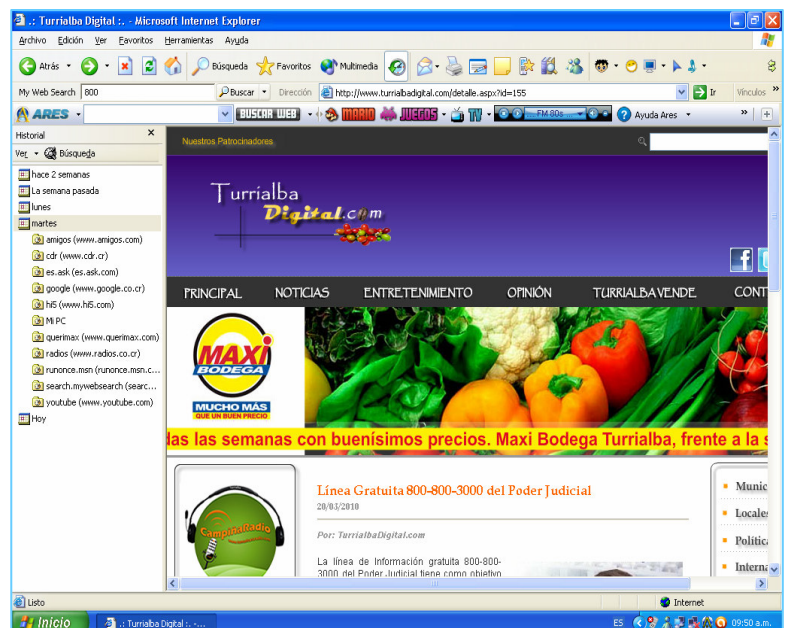 .: Turrialba Digital :. - Microsoft Internet Explorer
Archivo Edición Ver Favoritos Herramientas Ayuda
Atrás Búsqueda Favoritos Multimedia
My Web Search 800 Buscar Dirección http://www.turrialbadigital.com/detalle.aspx?id=155 Ir Vínculos »
ARES BUSCAR WEB MARIO JUEGOS TV FM 80s... Ayuda Ares »
Historial
Ver Búsqueda
hace 2 semanas
La semana pasada
lunes
martes
amigos (www.amigos.com)
cdr (www.cdr.cr)
es.ask (es.ask.com)
google (www.google.co.cr)
hi5 (www.hi5.com)
Mi PC
querimax (www.querimax.com)
radios (www.radios.co.cr)
runonce.msn (runonce.msn.c...
search.mywebsearch (searc...
youtube (www.youtube.com)
Hoy
Nuestros Patrocinadores
Turrialba
Digital.com
PRINCIPAL NOTICIAS ENTRETENIMIENTO OPINIÓN TURRIALBA VENDE CONT
MAXI
BODEGA
MUCHO MÁS
QUE UN BUEN PRECIO
das las semanas con buenísimos precios. Maxi Bodega Turrialba, frente a la s
CampiñaRadio
Línea Gratuita 800-800-3000 del Poder Judicial
20/03/2010
Por: TurrialbaDigital.com
La línea de Información gratuita 800-800-
3000 del Poder Judicial tiene como objetivo
Munic
Locales
Política
Interna
Listo Internet
Inicio .: Turrialba Digital :. -... ES 09:50 a.m.